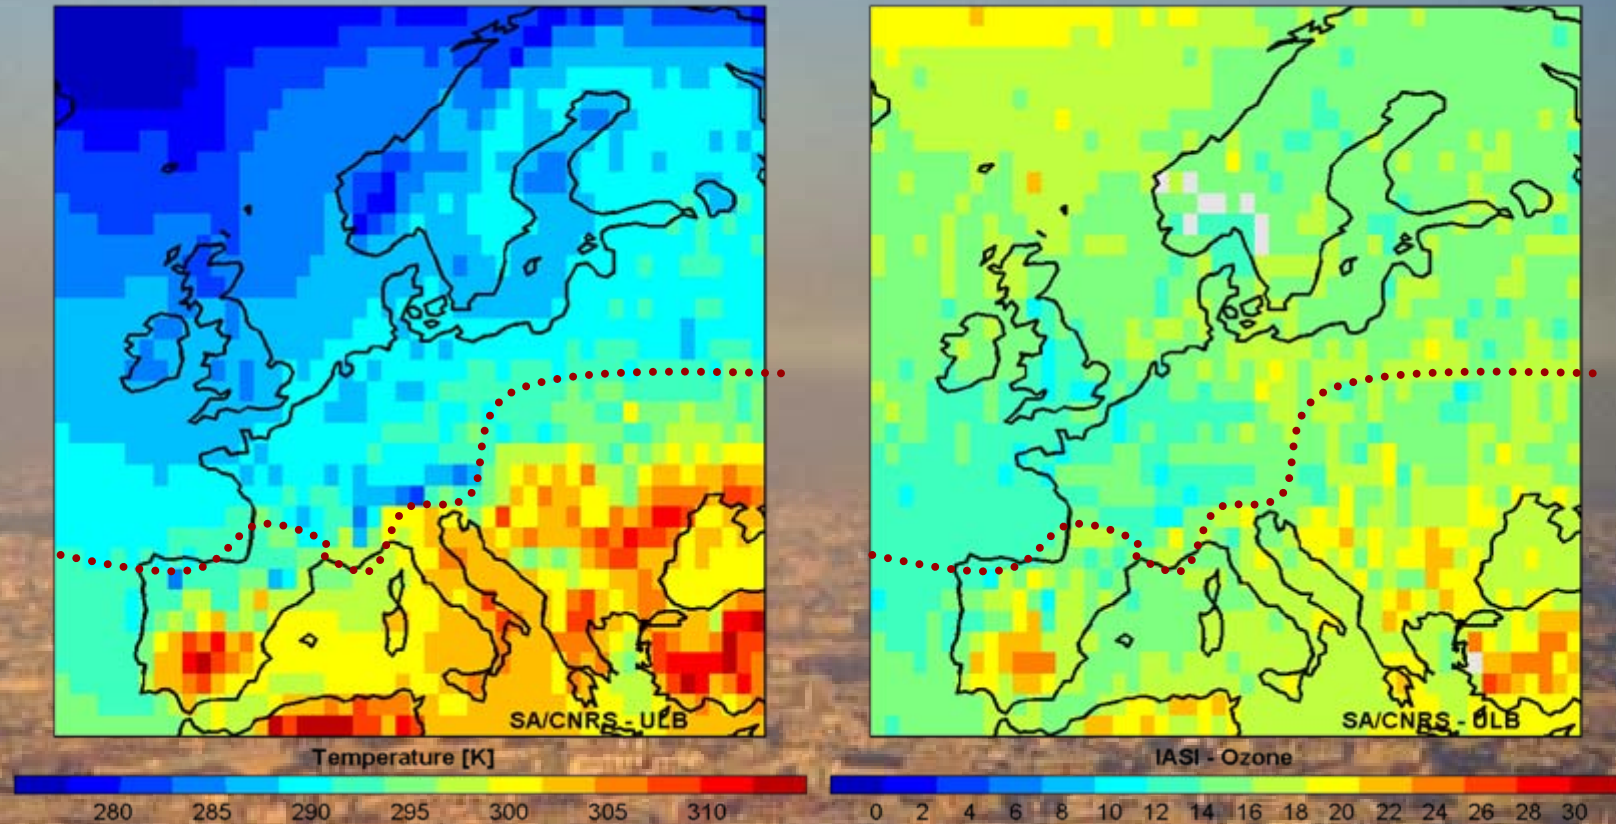 SA/CNRS - ULB
SA/CNRS - ULB
Temperature [K]
IASI - Ozone
280 285 290 295 300 305 310
0 2 4 6 8 10 12 14 16 18 20 22 24 26 28 30